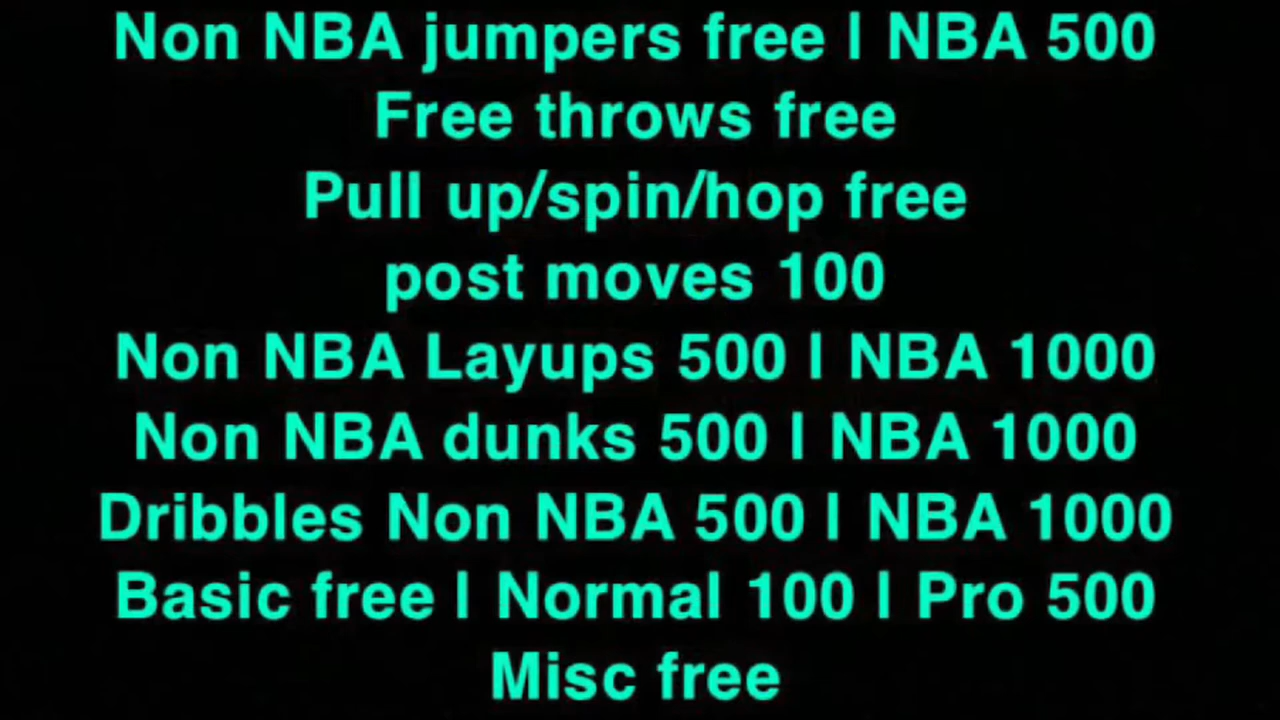 Non NBA jumpers free | NBA 500
Free throws free
Pull up/spin/hop free
post moves 100
Non NBA Layups 500 | NBA 1000
Non NBA dunks 500 | NBA 1000
Dribbles Non NBA 500 | NBA 1000
Basic free | Normal 100 | Pro 500
Misc free